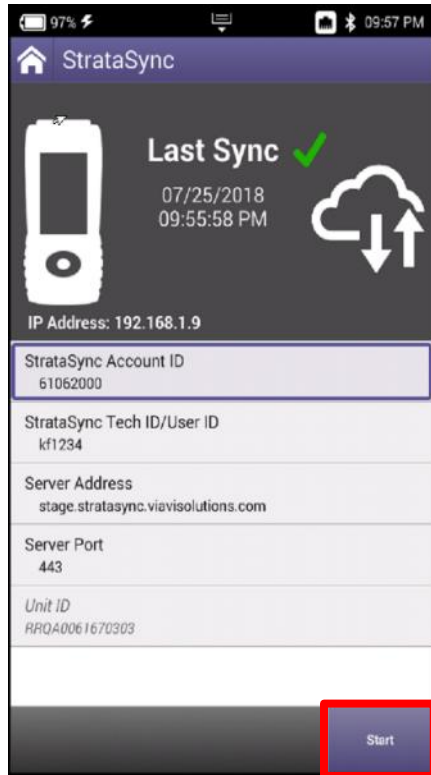 97% 09:57 PM
StrataSync
Last Sync
07/25/2018
09:55:58 PM
IP Address: 192.168.1.9
StrataSync Account ID
61062000
StrataSync Tech ID/User ID
kf1234
Server Address
stage.stratasync.viavisolutions.com
Server Port
443
Unit ID
RRQA0061670303
Start